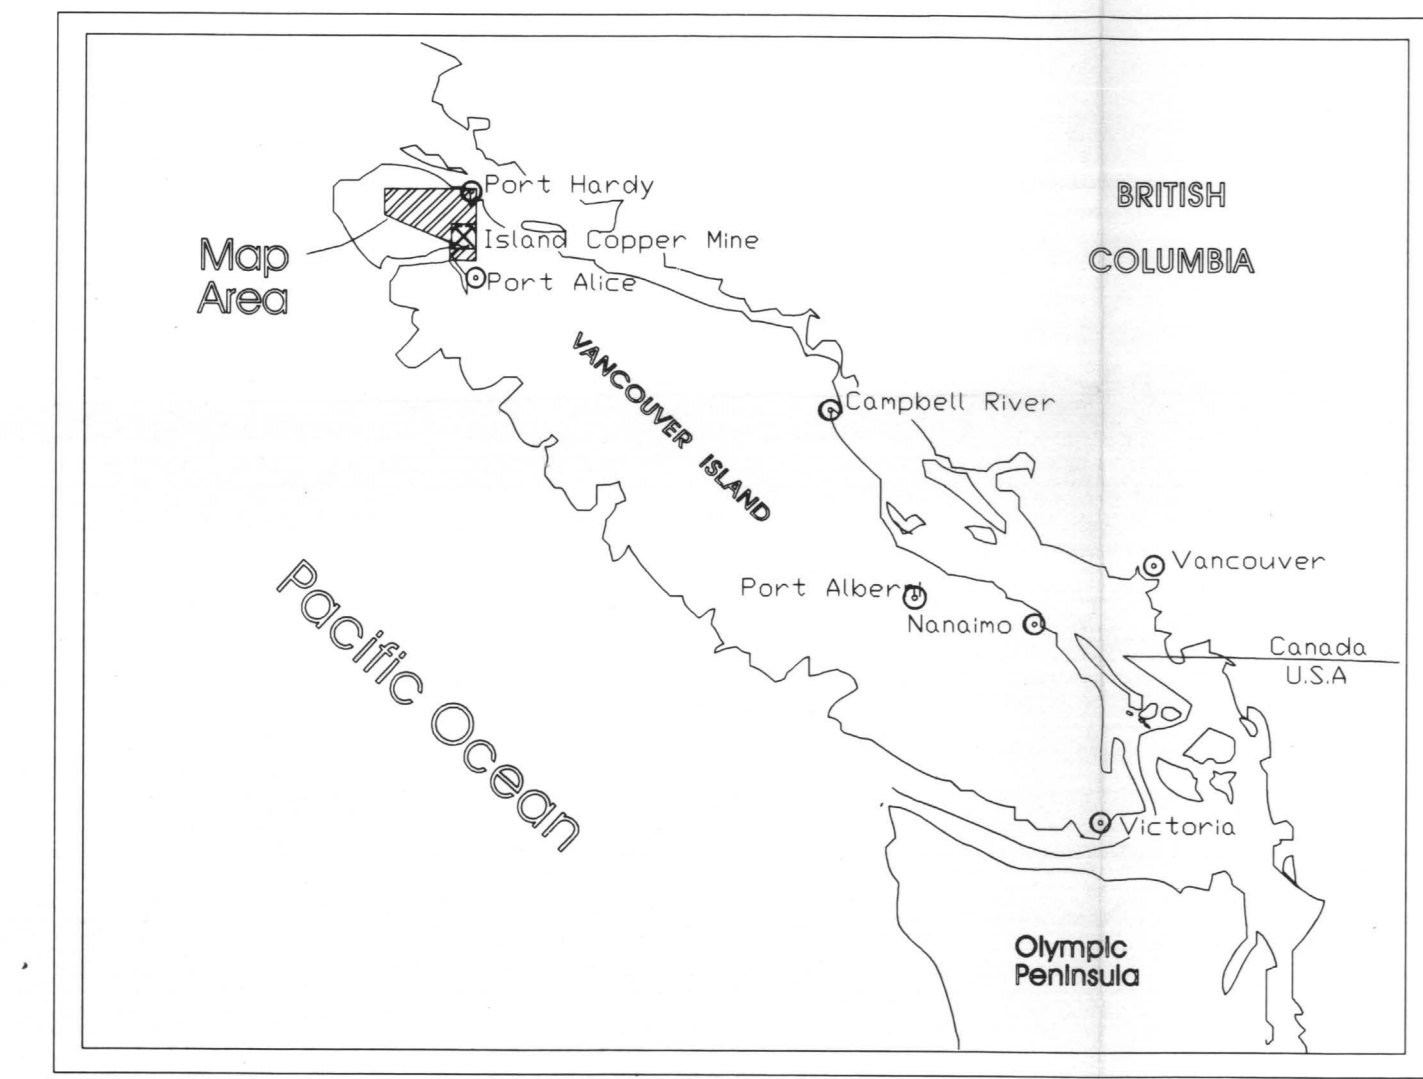 Port Hardy
BRITISH
COLUMBIA
Map
Area
Island Copper Mine
Port Alice
VANCOUVER ISLAND
Campbell River
Vancouver
Port Alberni
Nanaimo
Canada
U.S.A
Pacific Ocean
Victoria
Olympic
Peninsula